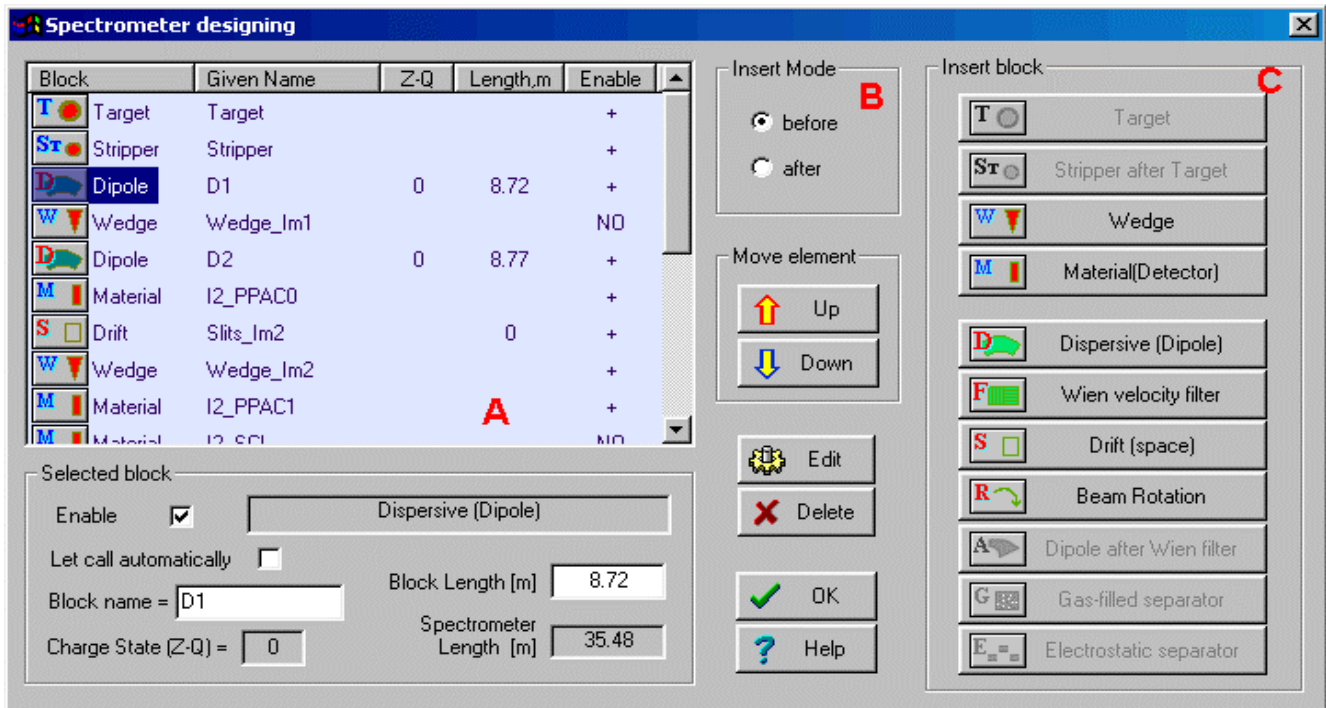 Spectrometer designing
Block Given Name Z-Q Length,m Enable
T Target Target +
ST Stripper Stripper +
D Dipole D1 0 8.72 +
W Wedge Wedge_Im1 NO
D Dipole D2 0 8.77 +
M Material I2_PPAC0 +
S Drift Slits_Im2 0 +
W Wedge Wedge_Im2 +
M Material I2_PPAC1 +
M Material I2_SCI NO
A
Selected block
Enable Dispersive (Dipole)
Let call automatically
Block name = D1
Block Length [m] 8.72
Charge State (Z-Q) = 0
Spectrometer
Length [m] 35.48
Insert Mode
B
before
after
Move element
Up
Down
Edit
Delete
OK
? Help
Insert block
C
T Target
ST Stripper after Target
W Wedge
M Material(Detector)
D Dispersive (Dipole)
F Wien velocity filter
S Drift (space)
R Beam Rotation
A Dipole after Wien filter
G Gas-filled separator
E Electrostatic separator